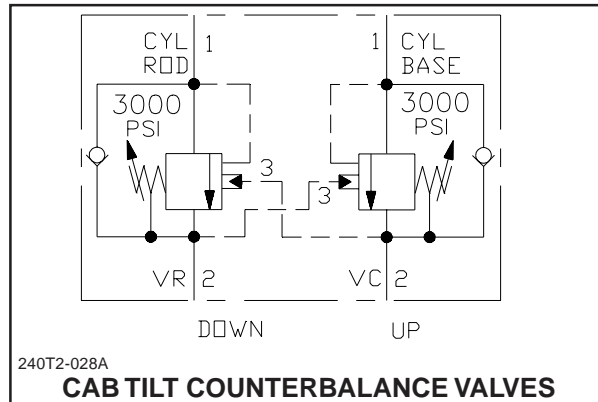 CYL 1 1 CYL
ROD BASE
3000 3000
PSI PSI
3
3
VR 2 VC 2
DOWN UP
240T2-028A
CAB TILT COUNTERBALANCE VALVES